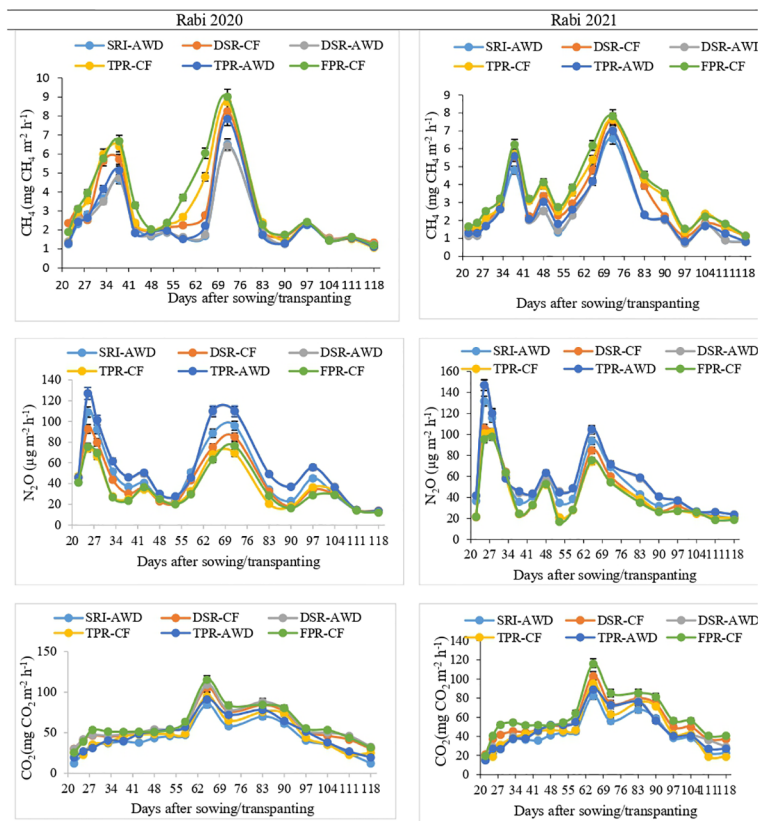 Rabi 2020 Rabi 2021
SRI-AWD DSR-CF DSR-AWD
TPR-CF TPR-AWD FPR-CF
10
9
8
7
6
5
4
3
2
1
0
CH4 (mg CH4 m-2 h-1)
20 27 34 41 48 55 62 69 76 83 90 97 104 111 118
Days after sowing/transpanting
SRI-AWD DSR-CF DSR-AWD
TPR-CF TPR-AWD FPR-CF
9
8
7
6
5
4
3
2
1
0
CH4 (mg CH4 m-2 h-1)
20 27 34 41 48 55 62 69 76 83 90 97 104 111 118
Days after sowing/transpanting
SRI-AWD DSR-CF DSR-AWD
TPR-CF TPR-AWD FPR-CF
140
120
100
80
60
40
20
0
N2O (µg m-2 h-1)
20 27 34 41 48 55 62 69 76 83 90 97 104 111 118
Days after sowing/transpanting
SRI-AWD DSR-CF DSR-AWD
TPR-CF TPR-AWD FPR-CF
160
140
120
100
80
60
40
20
0
N2O (µg m-2 h-1)
20 27 34 41 48 55 62 69 76 83 90 97 104 111 118
Days after sowing/transpanting
SRI-AWD DSR-CF DSR-AWD
TPR-CF TPR-AWD FPR-CF
150
100
50
0
CO2(mg CO2 m-2 h-1)
20 27 34 41 48 55 62 69 76 83 90 97 104 111 118
Days after sowing/transpanting
SRI-AWD DSR-CF DSR-AWD
TPR-CF TPR-AWD FPR-CF
140
120
100
80
60
40
20
0
CO2(mg CO2 m-2 h-1)
20 27 34 41 48 55 62 69 76 83 90 97 104 111 118
Days after sowing/transpanting